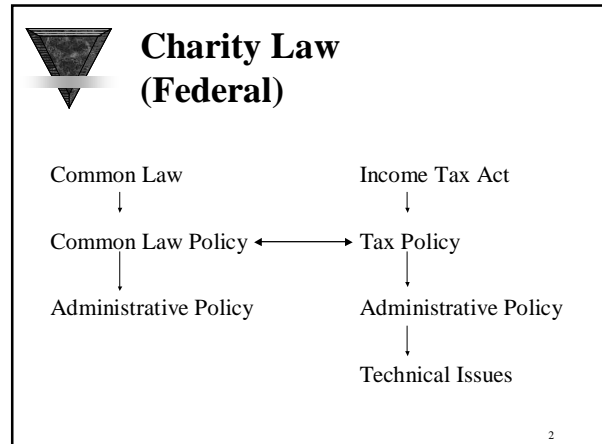 Charity Law
(Federal)
Common Law Income Tax Act
Common Law Policy Tax Policy
Administrative Policy Administrative Policy
Technical Issues
2